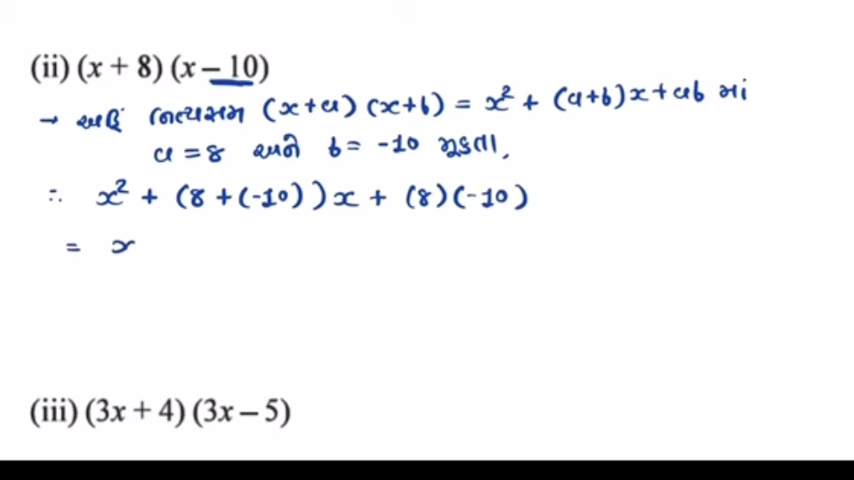 (ii) (x + 8) (x – 10)
→ અહીં નિત્યસમ (x+a) (x+b) = x² + (a+b)x + ab માં
a = 8 અને b = -10 મૂકતા,
∴ x² + (8 + (-10))x + (8)(-10)
= x
(iii) (3x + 4) (3x – 5)